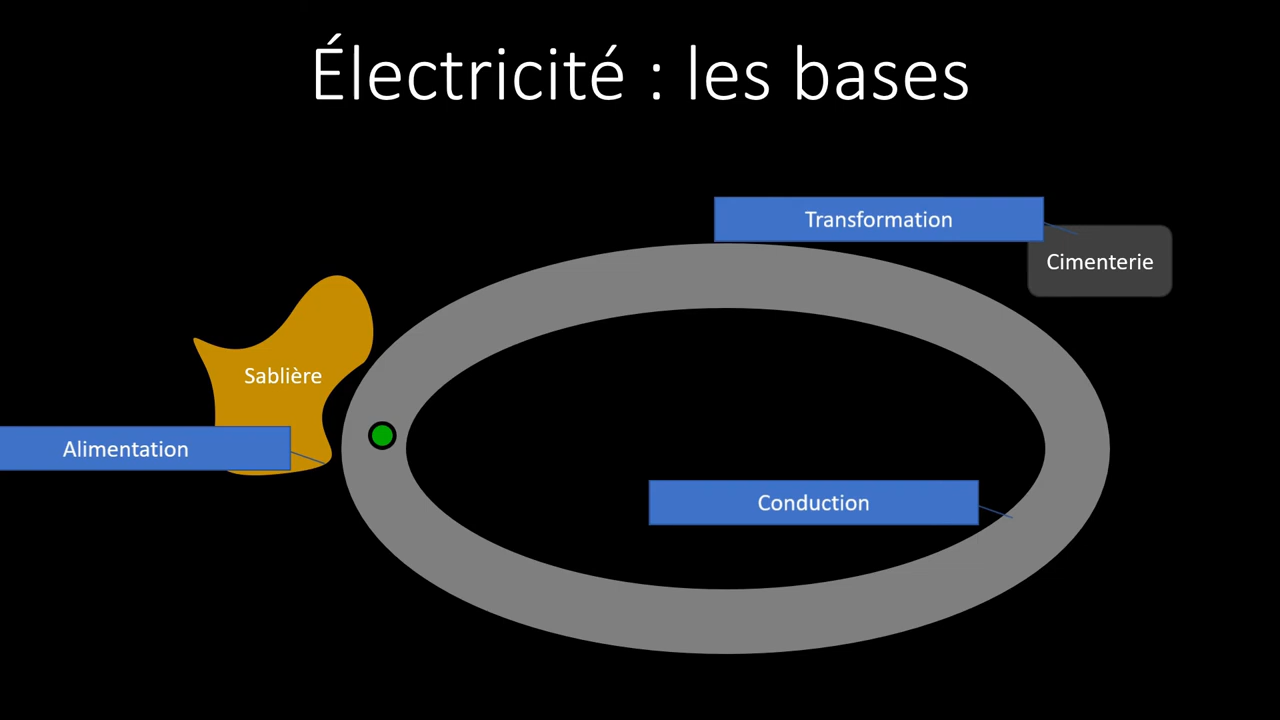 Électricité : les bases
Transformation
Cimenterie
Sablière
Alimentation
Conduction